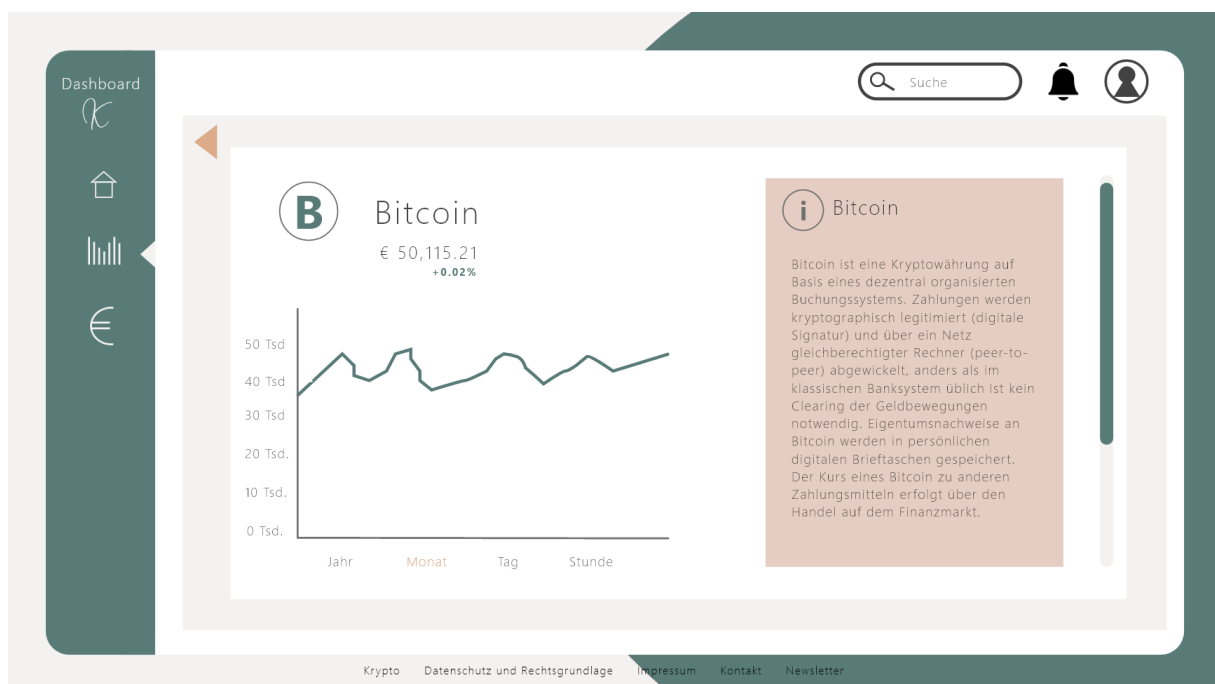 Dashboard
K
Suche
B
Bitcoin
€ 50,115.21
+0.02%
50 Tsd
40 Tsd
30 Tsd
20 Tsd.
10 Tsd.
0 Tsd.
Jahr Monat Tag Stunde
i Bitcoin
Bitcoin ist eine Kryptowährung auf
Basis eines dezentral organisierten
Buchungssystems. Zahlungen werden
kryptographisch legitimiert (digitale
Signatur) und über ein Netz
gleichberechtigter Rechner (peer-to-
peer) abgewickelt, anders als im
klassischen Banksystem üblich ist kein
Clearing der Geldbewegungen
notwendig. Eigentumsnachweise an
Bitcoin werden in persönlichen
digitalen Brieftaschen gespeichert.
Der Kurs eines Bitcoin zu anderen
Zahlungsmitteln erfolgt über den
Handel auf dem Finanzmarkt.
€
Krypto Datenschutz und Rechtsgrundlage Impressum Kontakt Newsletter